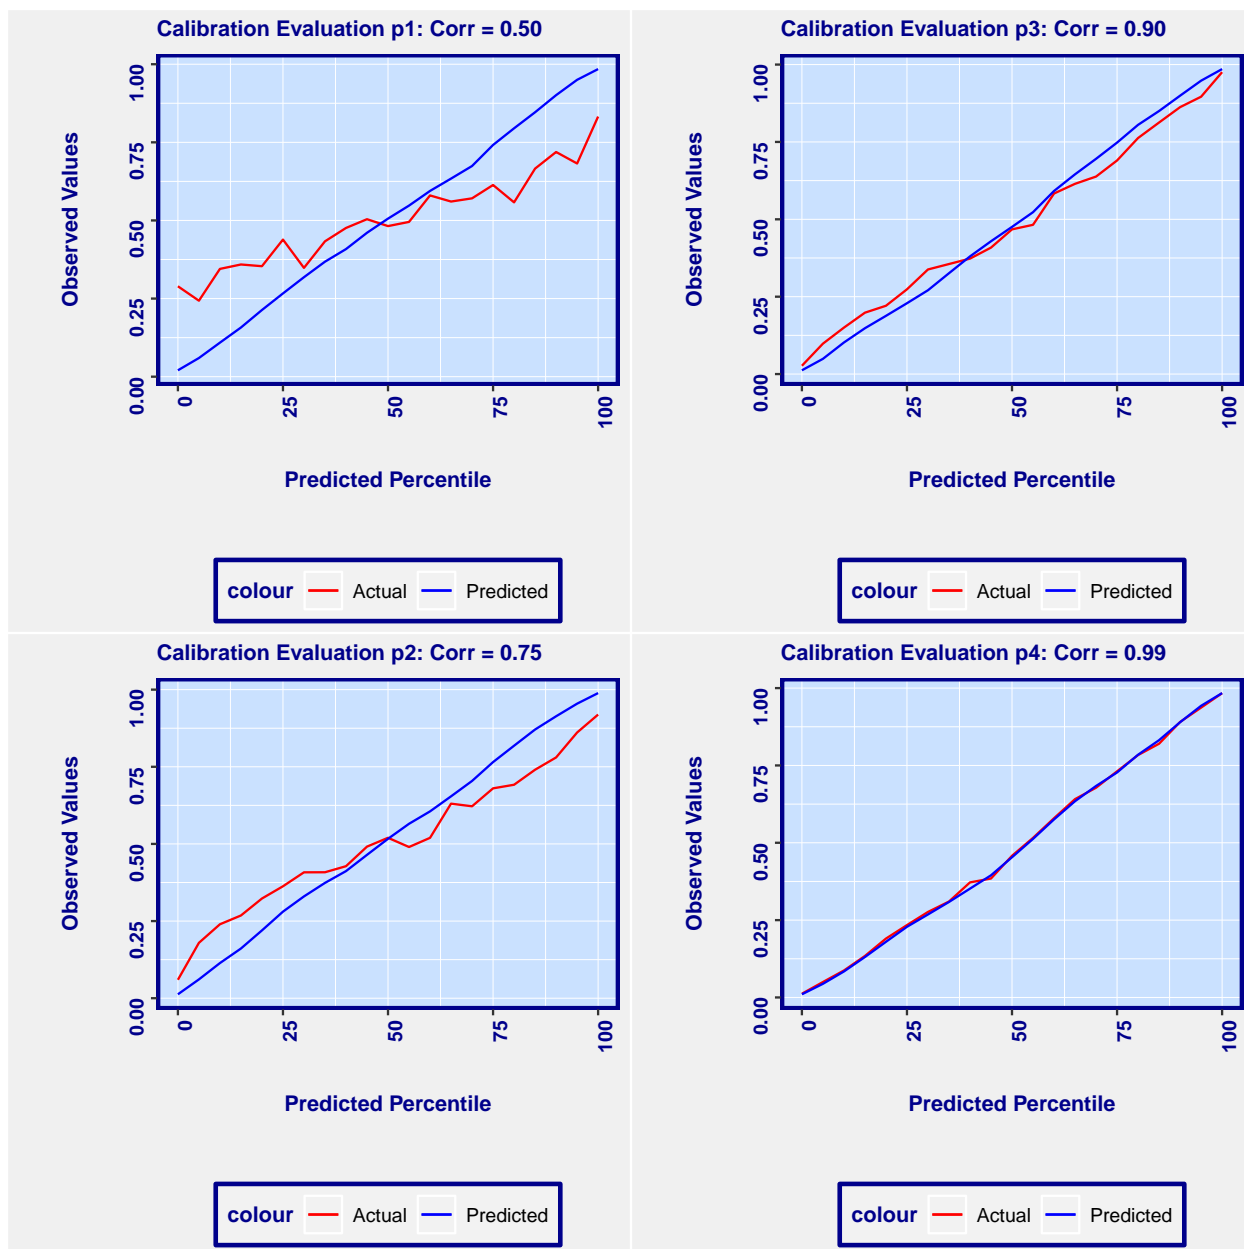 Calibration Evaluation p1: Corr = 0.50
Observed Values
1.00
0.75
0.50
0.25
0.00
0 25 50 75 100
Predicted Percentile
colour Actual Predicted
Calibration Evaluation p3: Corr = 0.90
Observed Values
1.00
0.75
0.50
0.25
0.00
0 25 50 75 100
Predicted Percentile
colour Actual Predicted
Calibration Evaluation p2: Corr = 0.75
Observed Values
1.00
0.75
0.50
0.25
0.00
0 25 50 75 100
Predicted Percentile
colour Actual Predicted
Calibration Evaluation p4: Corr = 0.99
Observed Values
1.00
0.75
0.50
0.25
0.00
0 25 50 75 100
Predicted Percentile
colour Actual Predicted